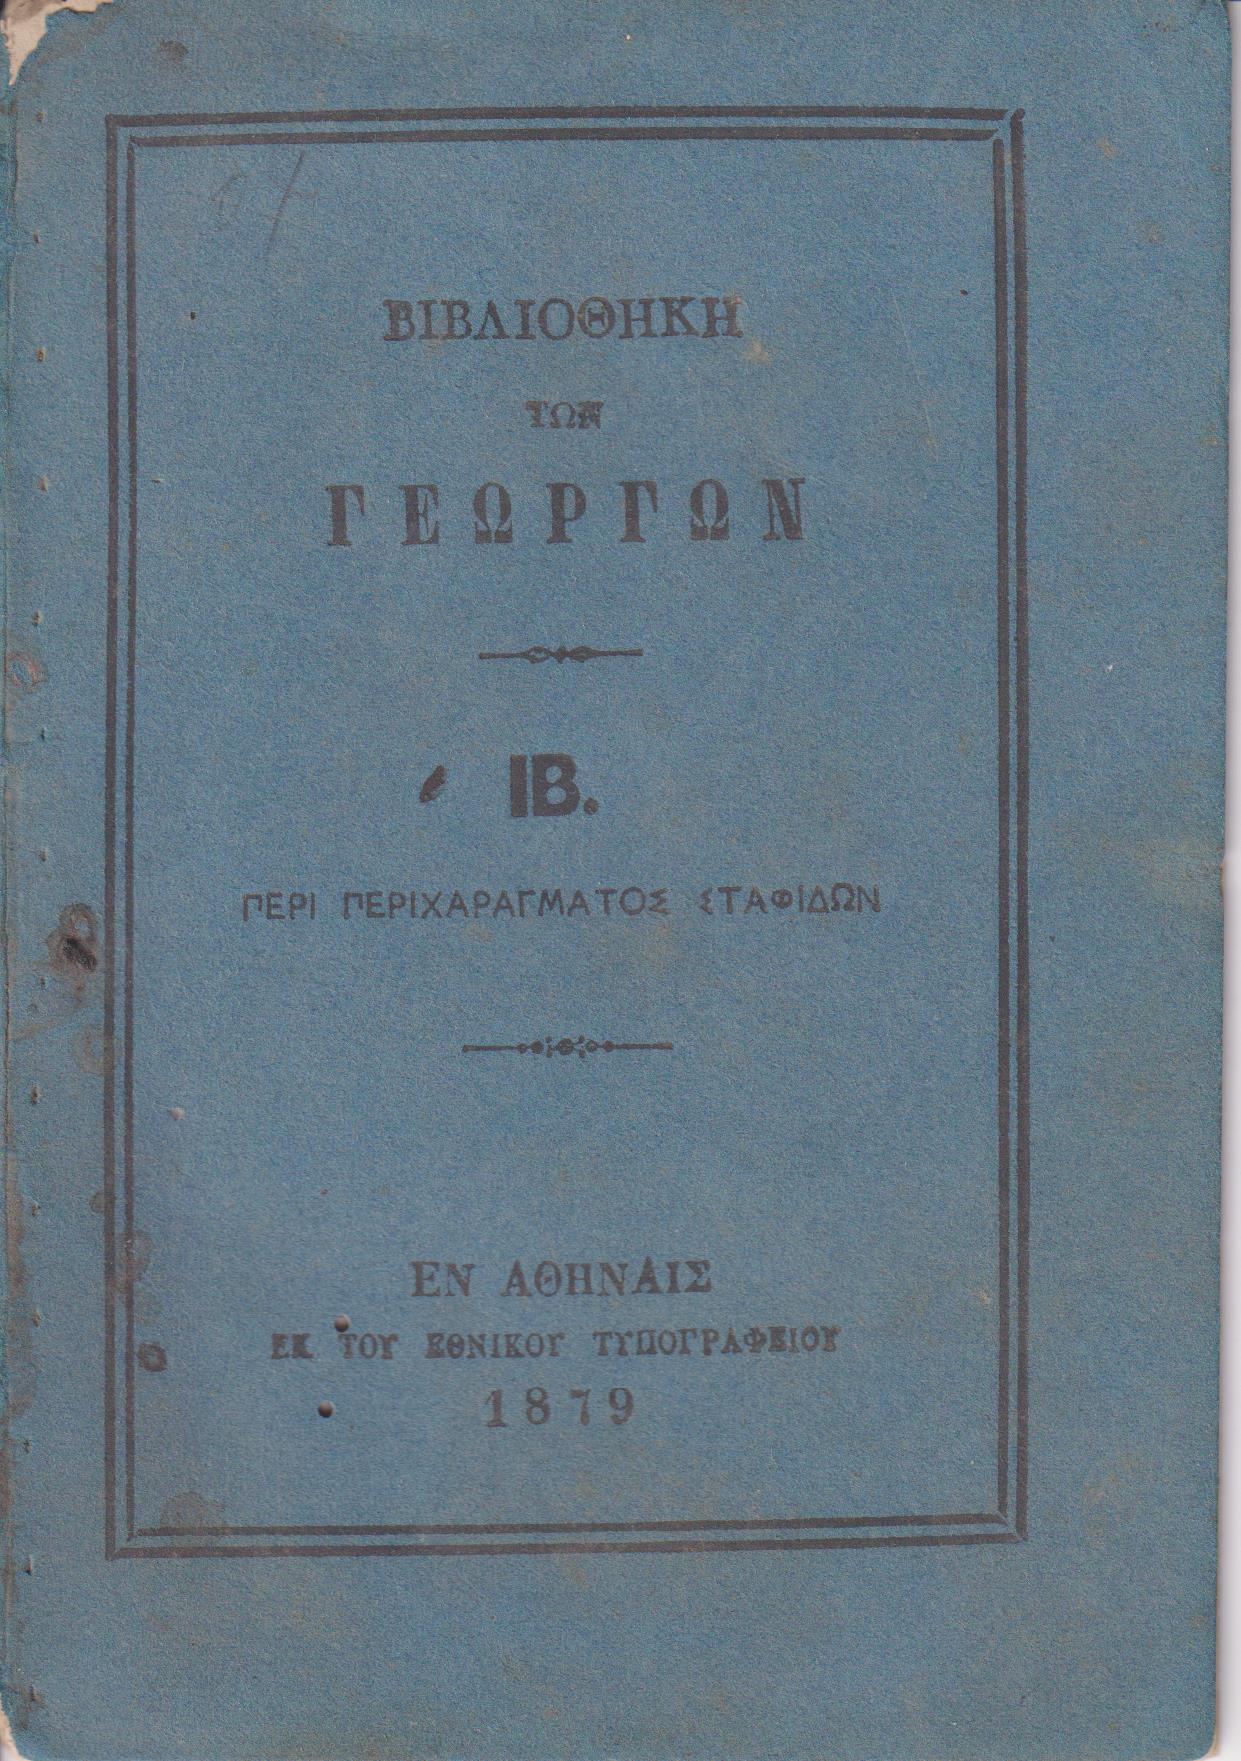 ΒΙΒΛΙΟΘΗΚΗ
ΤΩΝ
ΓΕΩΡΓΩΝ
ΙΒ.
ΠΕΡΙ ΠΕΡΙΧΑΡΑΓΜΑΤΟΣ ΣΤΑΦΙΔΩΝ
ΕΝ ΑΘΗΝΑΙΣ
ΕΚ ΤΟΥ ΕΘΝΙΚΟΥ ΤΥΠΟΓΡΑΦΕΙΟΥ
1879